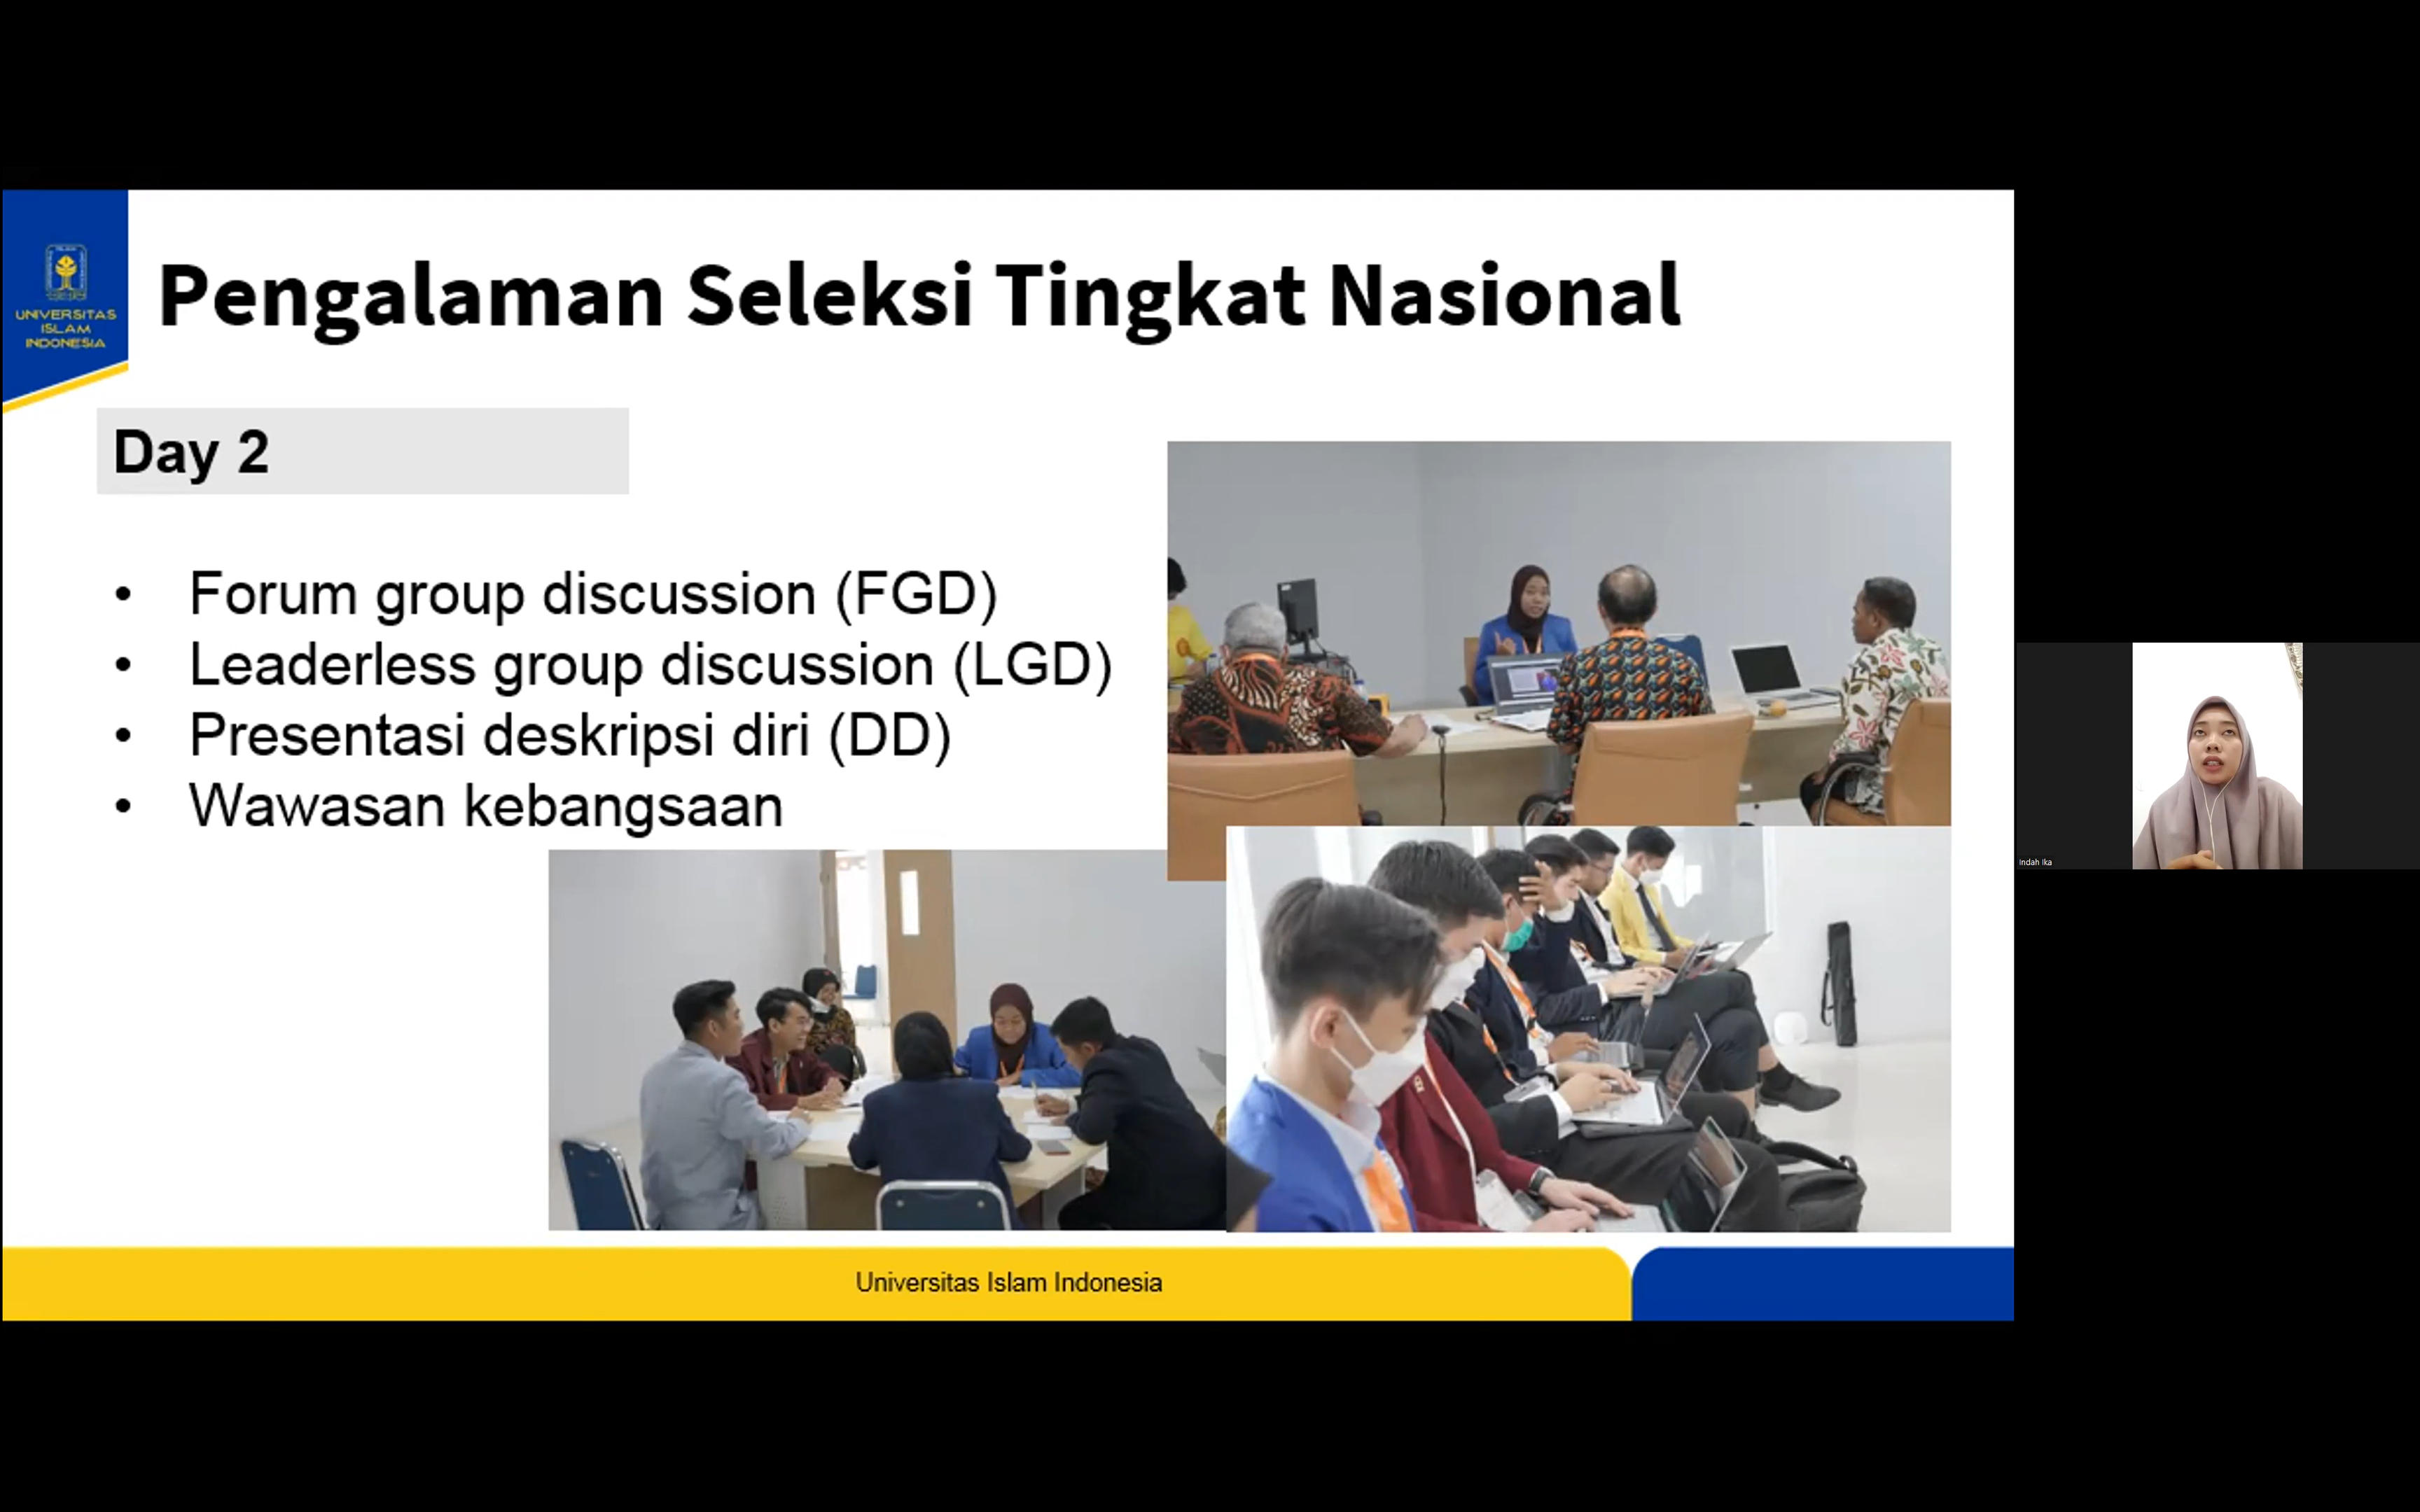 UNIVERSITAS
ISLAM
INDONESIA
Pengalaman Seleksi Tingkat Nasional
Day 2
• Forum group discussion (FGD)
• Leaderless group discussion (LGD)
• Presentasi deskripsi diri (DD)
• Wawasan kebangsaan
Universitas Islam Indonesia
Indah Ika